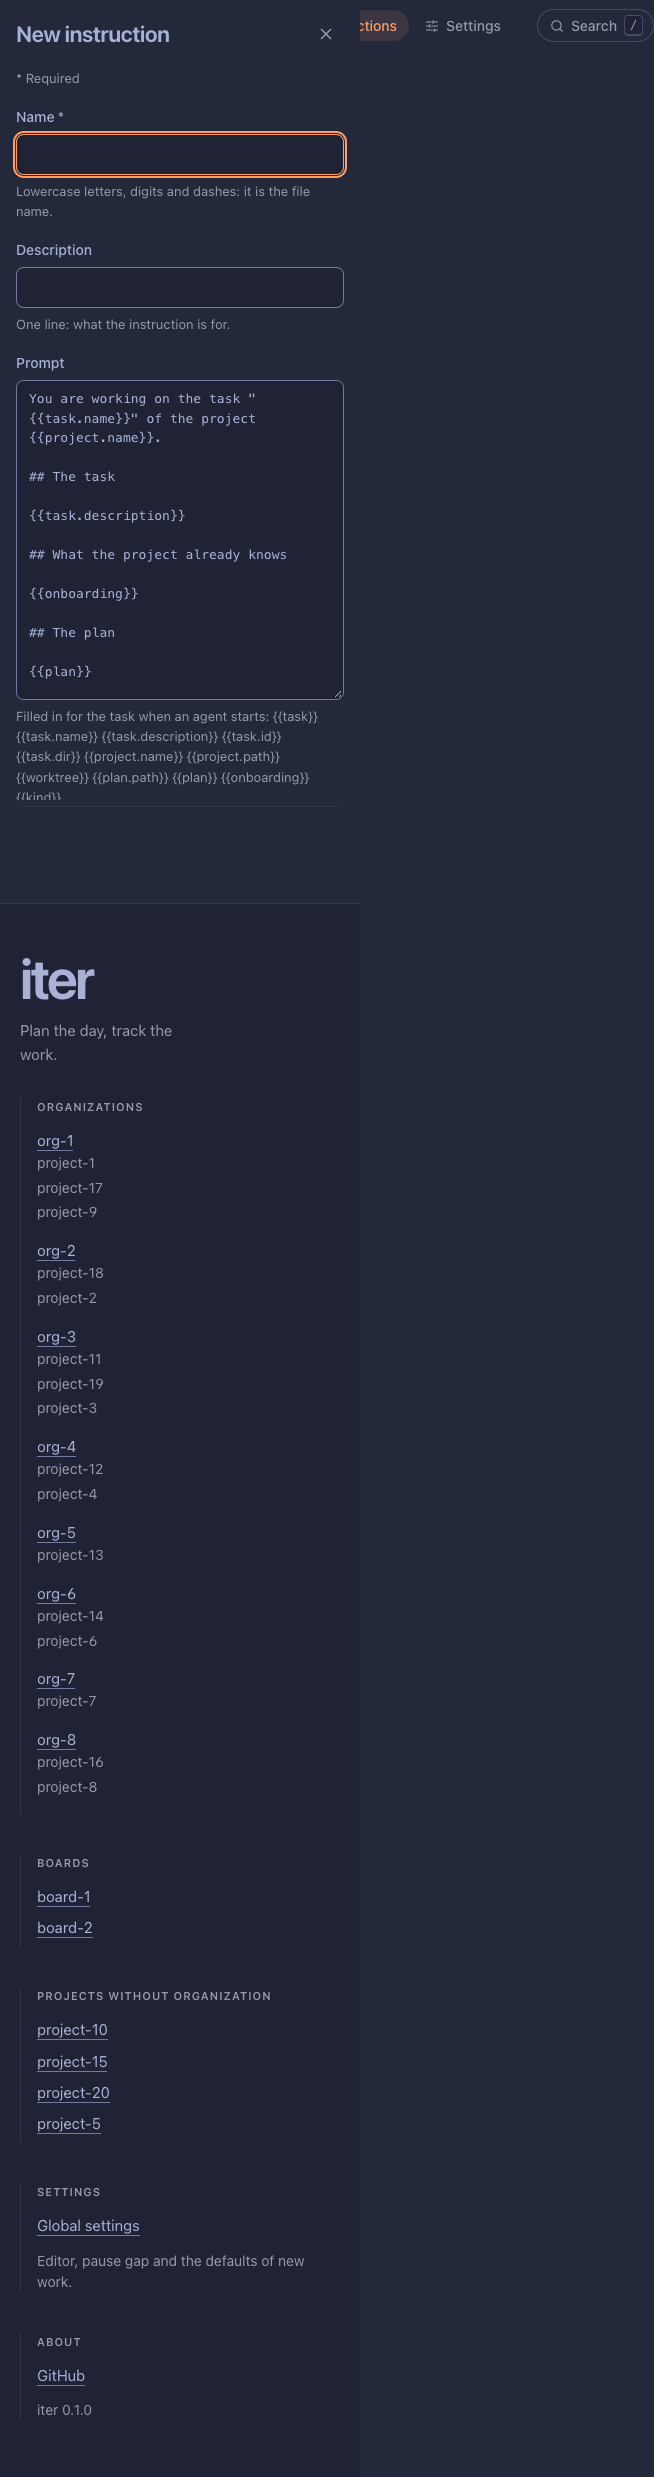 New instruction
ctions
Settings
Search /
* Required
Name *
Lowercase letters, digits and dashes: it is the file
name.
Description
One line: what the instruction is for.
Prompt
You are working on the task "
{{task.name}}" of the project
{{project.name}}.
## The task
{{task.description}}
## What the project already knows
{{onboarding}}
## The plan
{{plan}}
Filled in for the task when an agent starts: {{task}}
{{task.name}} {{task.description}} {{task.id}}
{{task.dir}} {{project.name}} {{project.path}}
{{worktree}} {{plan.path}} {{plan}} {{onboarding}}
{{kind}}
iter
Plan the day, track the
work.
ORGANIZATIONS
org-1
project-1
project-17
project-9
org-2
project-18
project-2
org-3
project-11
project-19
project-3
org-4
project-12
project-4
org-5
project-13
org-6
project-14
project-6
org-7
project-7
org-8
project-16
project-8
BOARDS
board-1
board-2
PROJECTS WITHOUT ORGANIZATION
project-10
project-15
project-20
project-5
SETTINGS
Global settings
Editor, pause gap and the defaults of new
work.
ABOUT
GitHub
iter 0.1.0